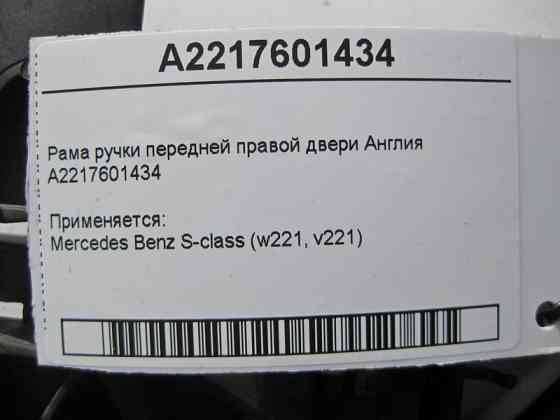 A2217601434
Рама ручки передней правой двери Англия
A2217601434
Применяется:
Mercedes Benz S-class (w221, v221)